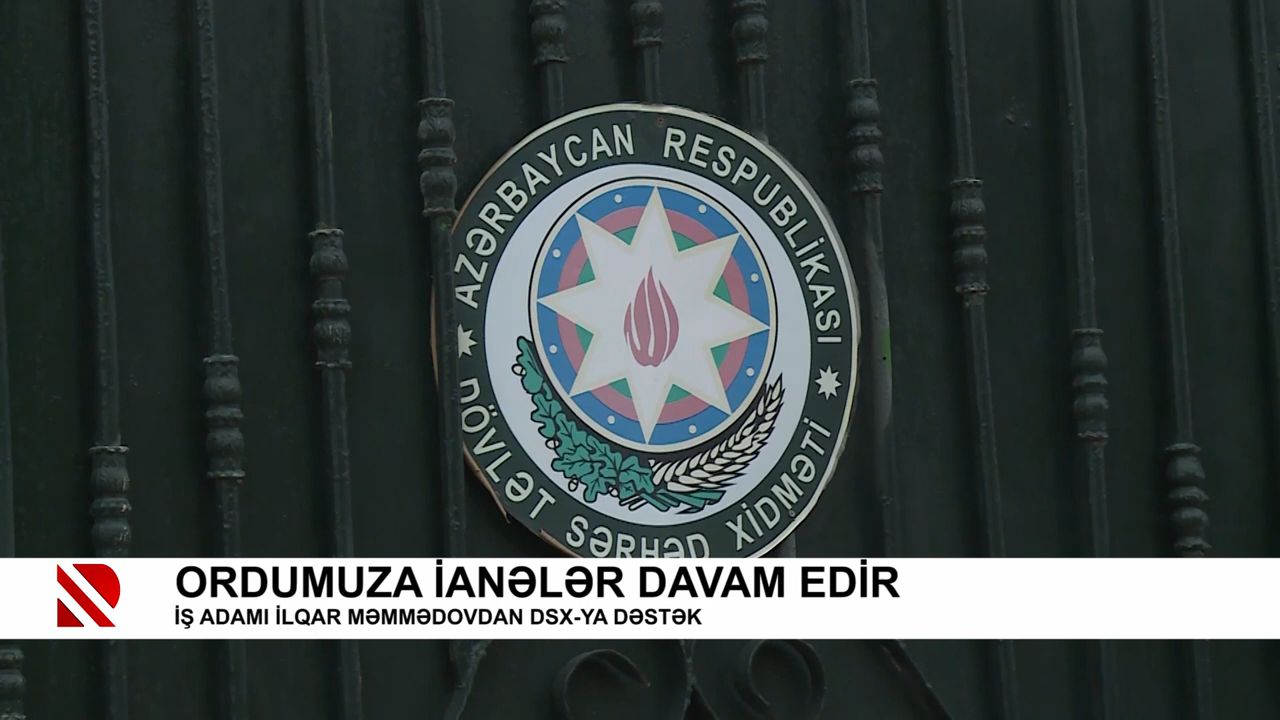 AZƏRBAYCAN RESPUBLİKASI
DÖVLƏT SƏRHƏD XİDMƏTİ
ORDUMUZA İANƏLƏR DAVAM EDİR
İŞ ADAMI İLQAR MƏMMƏDOVDAN DSX-YA DƏSTƏK